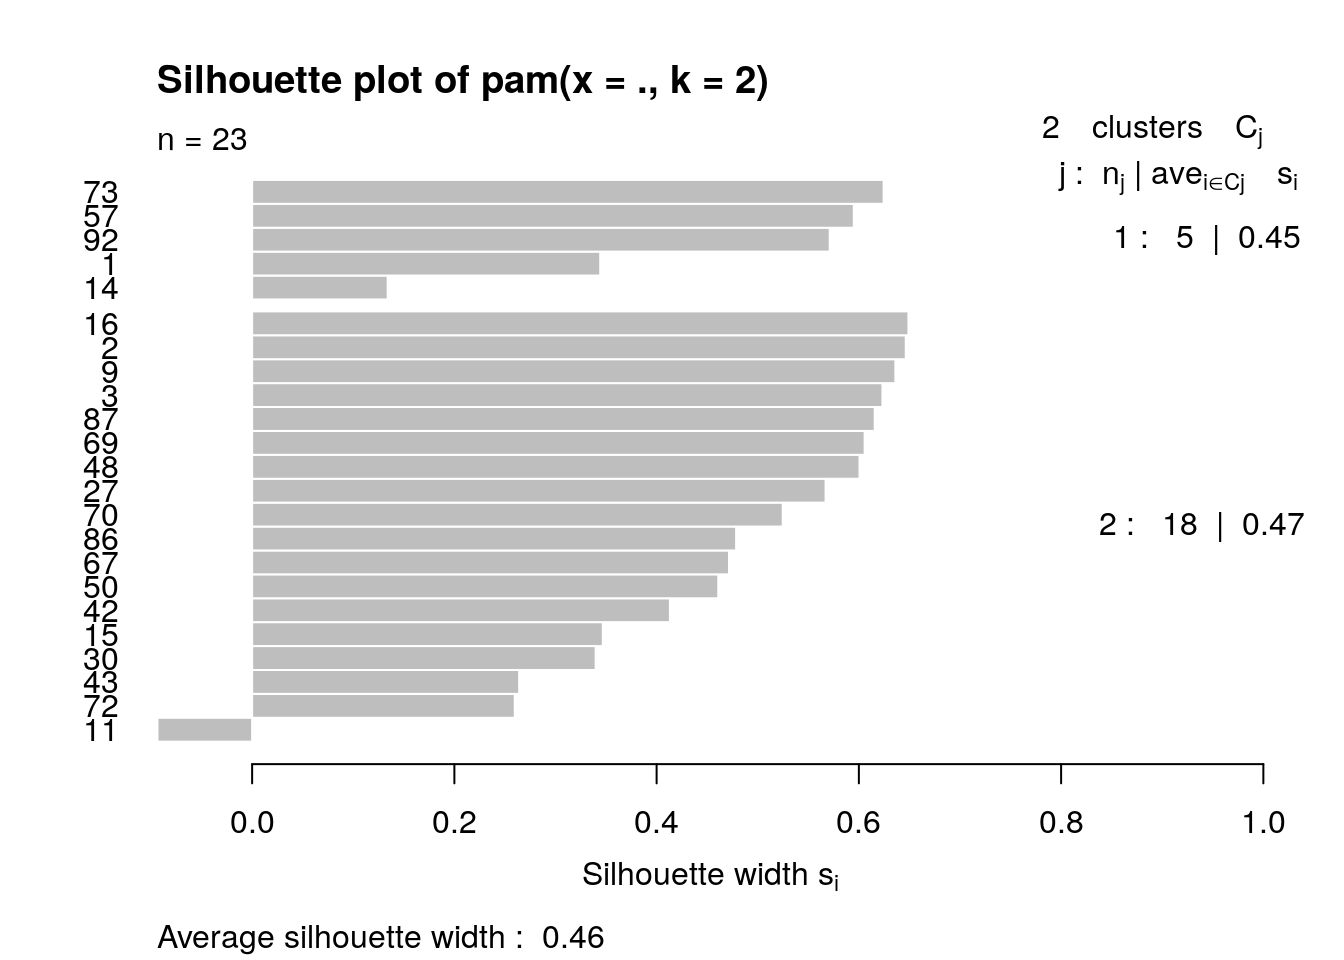 Silhouette plot of pam(x = ., k = 2)
n = 23
2 clusters Cj
j : nj | avei∈Cj si
73
57
92
1
14
1 : 5 | 0.45
16
2
9
3
87
69
48
27
70
86
67
50
42
15
30
43
72
11
2 : 18 | 0.47
0.0 0.2 0.4 0.6 0.8 1.0
Silhouette width si
Average silhouette width : 0.46